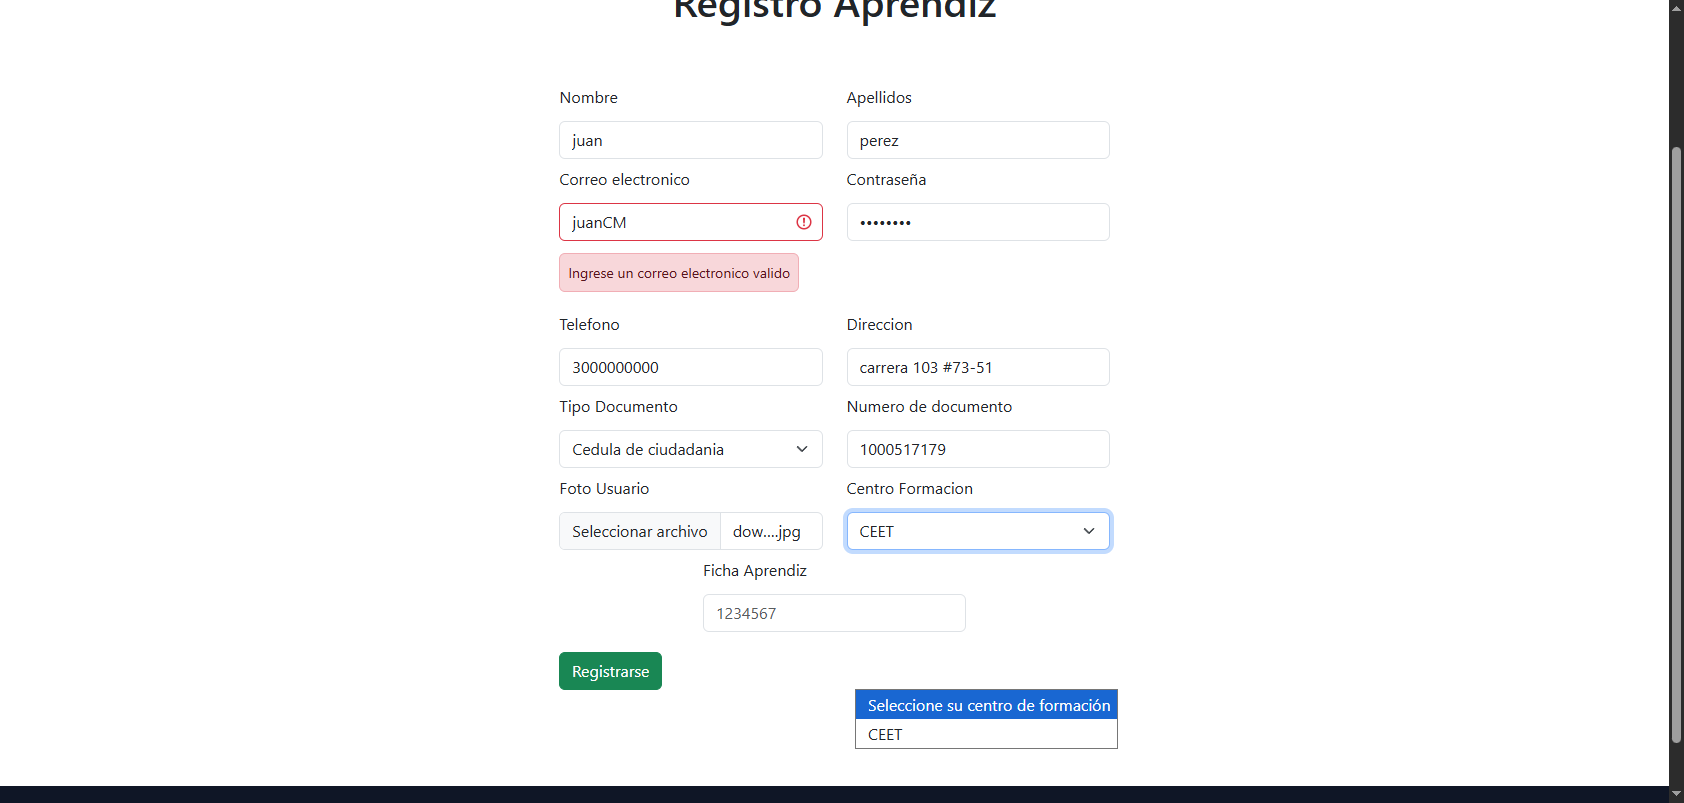 Registro Aprendiz
Nombre
Apellidos
juan
perez
Correo electronico
Contraseña
juanCM
••••••••
Ingrese un correo electronico valido
Telefono
Direccion
3000000000
carrera 103 #73-51
Tipo Documento
Numero de documento
Cedula de ciudadania
1000517179
Foto Usuario
Centro Formacion
Seleccionar archivo
dow....jpg
CEET
Ficha Aprendiz
1234567
Registrarse
Seleccione su centro de formación
CEET